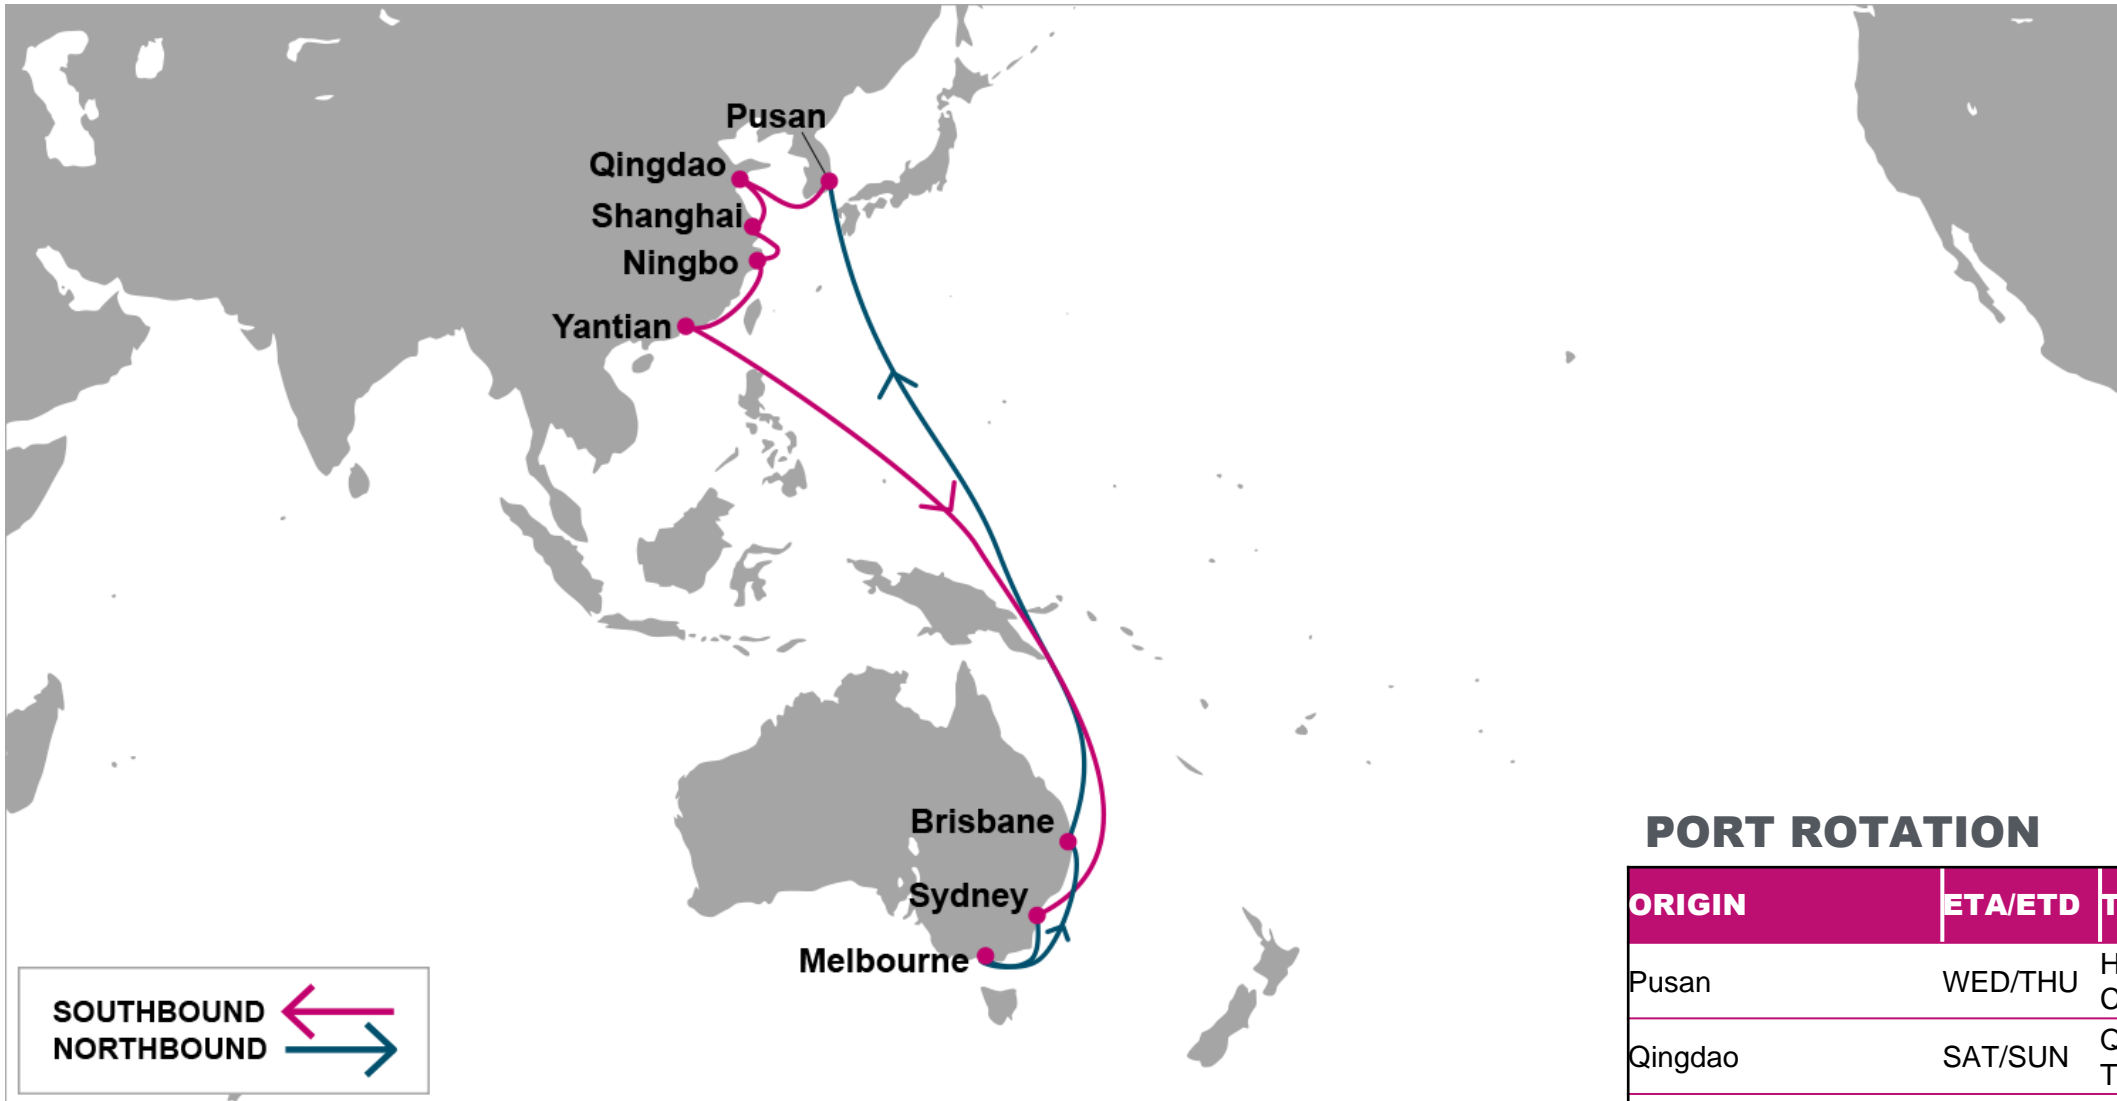 Pusan
Qingdao
Shanghai
Ningbo
Yantian
Brisbane
Sydney
Melbourne
SOUTHBOUND
NORTHBOUND
PORT ROTATION
ORIGIN ETA/ETD
Pusan WED/THU
Qingdao SAT/SUN